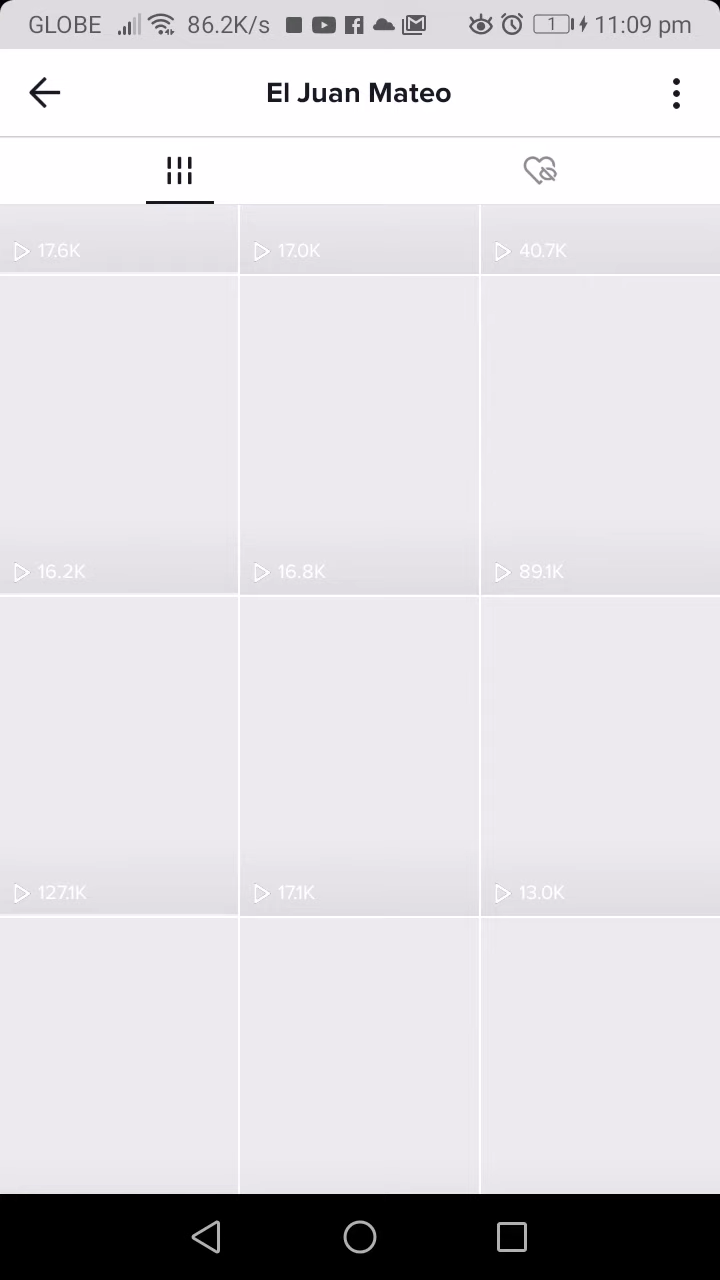 GLOBE 86.2K/s 1 11:09 pm
El Juan Mateo
17.6K 17.0K 40.7K
16.2K 16.8K 89.1K
127.1K 17.1K 13.0K